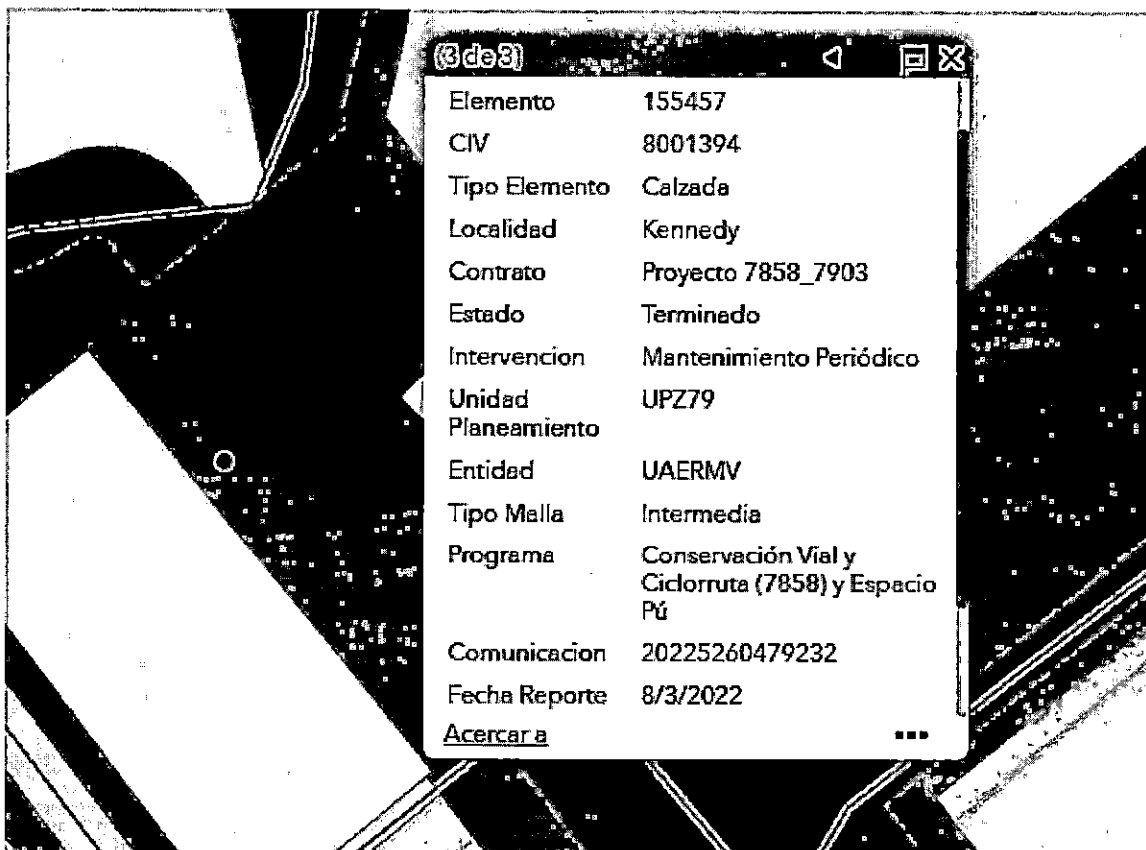 (3 de 3)
Elemento 155457
CIV 8001394
Tipo Elemento Calzada
Localidad Kennedy
Contrato Proyecto 7858_7903
Estado Terminado
Intervencion Mantenimiento Periódico
Unidad Planeamiento UPZ79
Entidad UAERMV
Tipo Malla Intermedia
Programa Conservación Vial y
Ciclorruta (7858) y Espacio
Pú
Comunicacion 20225260479232
Fecha Reporte 8/3/2022
Acercar a